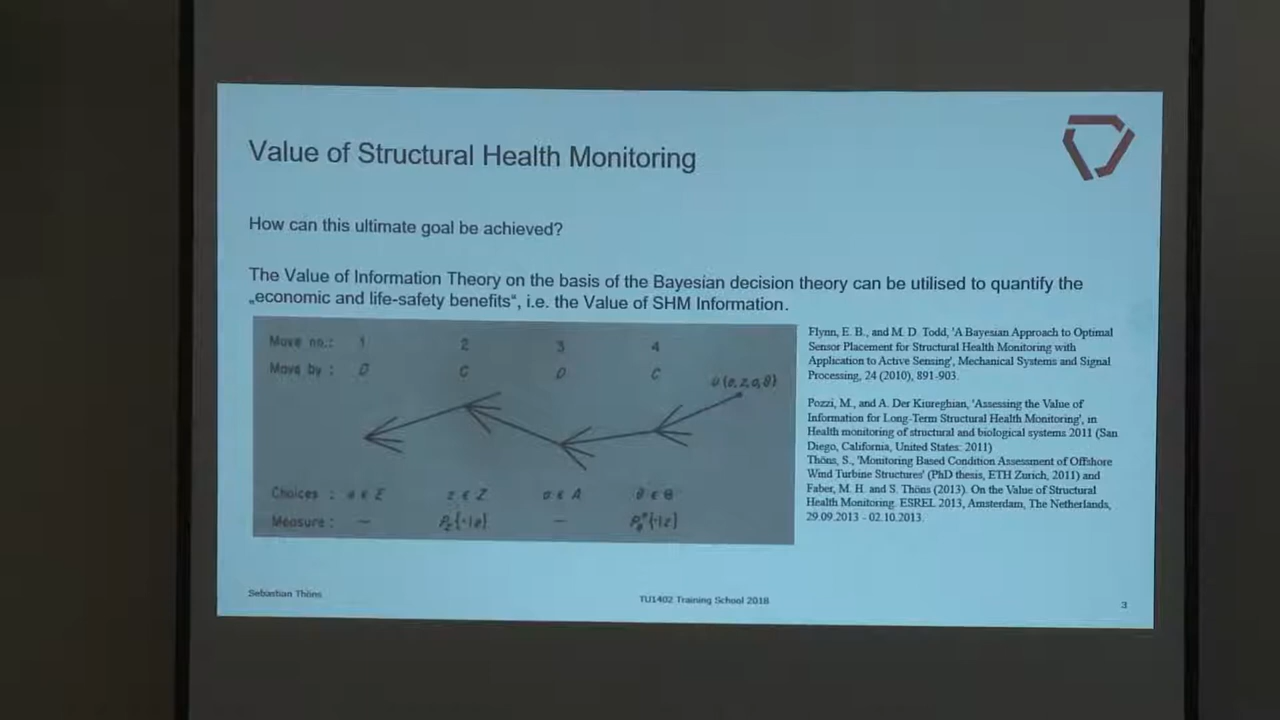 Value of Structural Health Monitoring
How can this ultimate goal be achieved?
The Value of Information Theory on the basis of the Bayesian decision theory can be utilised to quantify the
„economic and life-safety benefits“, i.e. the Value of SHM Information.
Move no.: 1 2 3 4
Move by : D C D C
u(e,z,a,θ)
Choices : e ∈ E z ∈ Z a ∈ A θ ∈ Θ
Measure : — —
Flynn, E. B., and M. D. Todd, 'A Bayesian Approach to Optimal
Sensor Placement for Structural Health Monitoring with
Application to Active Sensing', Mechanical Systems and Signal
Processing, 24 (2010), 891-903.
Pozzi, M., and A. Der Kiureghian, 'Assessing the Value of
Information for Long-Term Structural Health Monitoring', in
Health monitoring of structural and biological systems 2011 (San
Diego, California, United States: 2011)
Thöns, S., 'Monitoring Based Condition Assessment of Offshore
Wind Turbine Structures' (PhD thesis, ETH Zurich, 2011) and
Faber, M. H. and S. Thöns (2013). On the Value of Structural
Health Monitoring. ESREL 2013, Amsterdam, The Netherlands,
29.09.2013 - 02.10.2013.
Sebastian Thöns
TU1402 Training School 2018
3